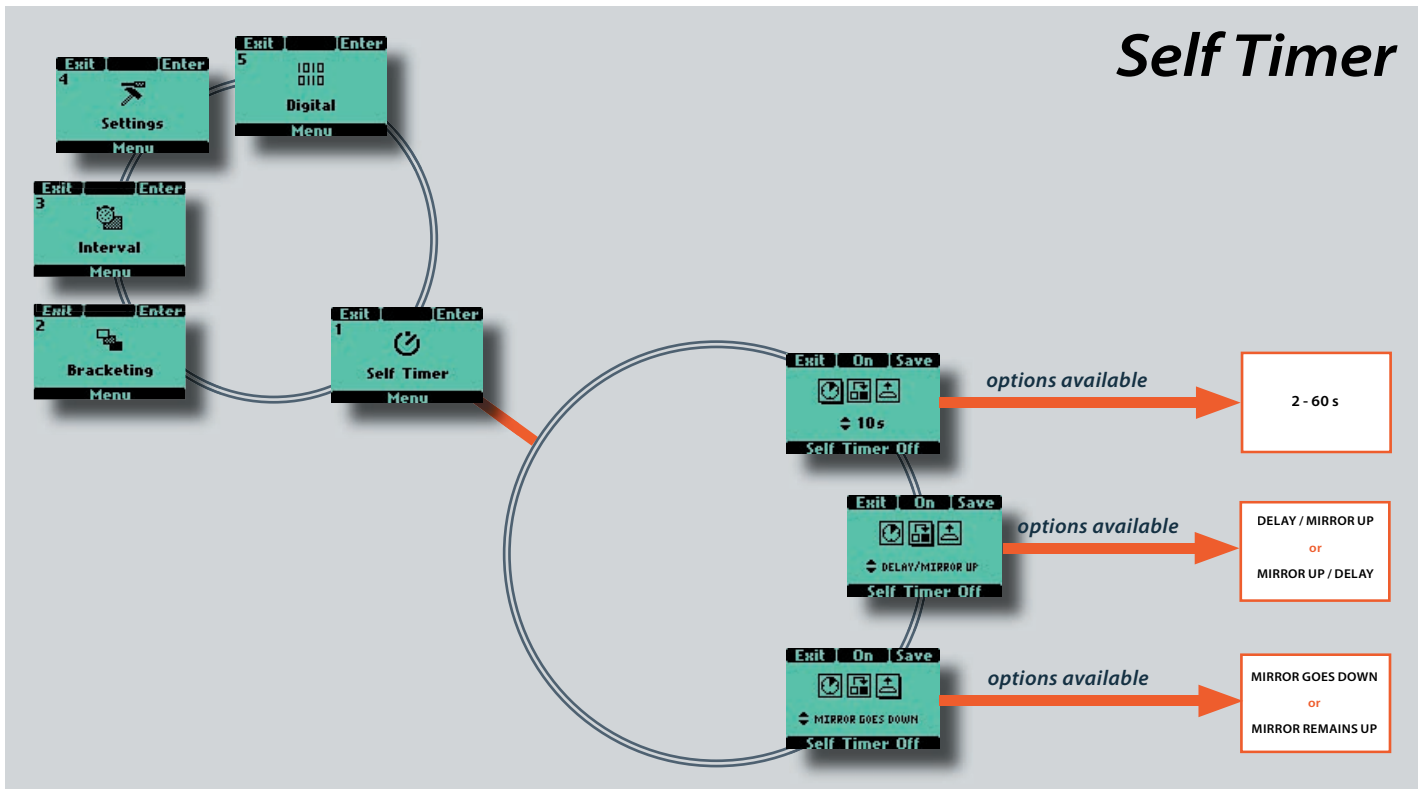 Self Timer
Exit Enter
5
1010
0110
Digital
Menu
Exit Enter
4
Settings
Menu
Exit Enter
3
Interval
Menu
Exit Enter
2
Bracketing
Menu
Exit Enter
1
Self Timer
Menu
Exit On Save
10s
Self Timer Off
options available
2 - 60 s
Exit On Save
DELAY/MIRROR UP
Self Timer Off
options available
DELAY / MIRROR UP
or
MIRROR UP / DELAY
Exit On Save
MIRROR GOES DOWN
Self Timer Off
options available
MIRROR GOES DOWN
or
MIRROR REMAINS UP